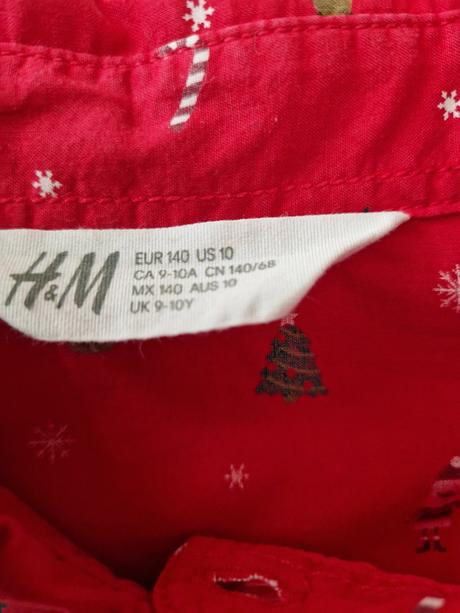 H&M
EUR 140 US 10
CA 9-10A CN 140/68
MX 140 AUS 10
UK 9-10Y